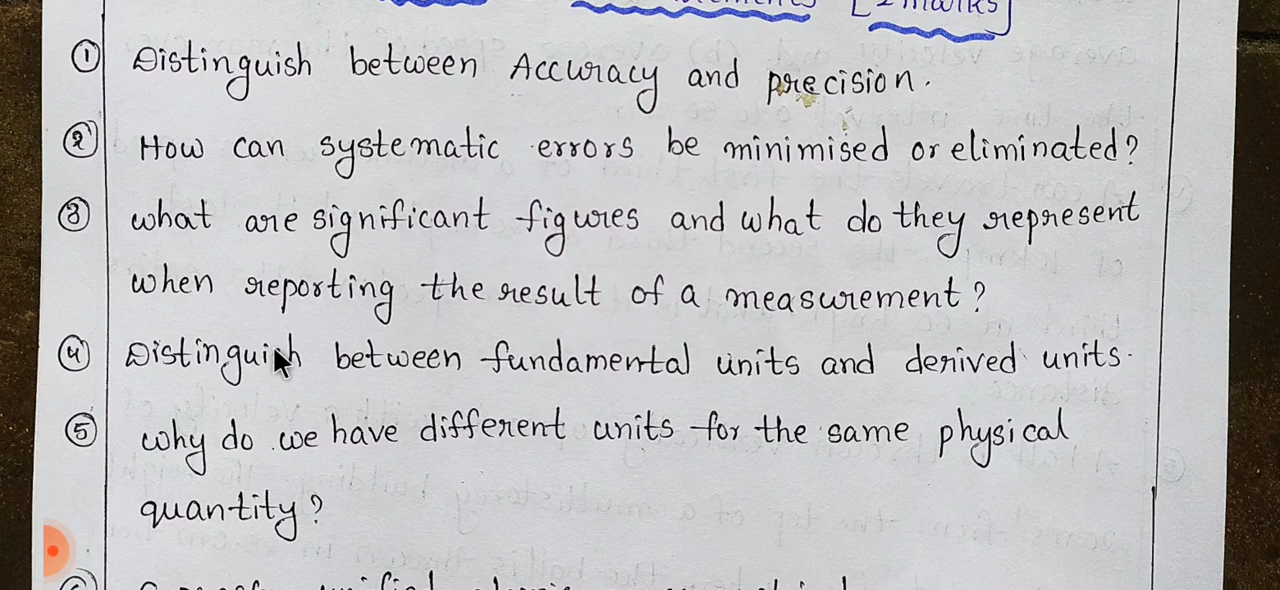 [2 marks]
① Distinguish between Accuracy and precision.
② How can systematic errors be minimised or eliminated?
③ what are significant figures and what do they represent
when reporting the result of a measurement?
④ Distinguish between fundamental units and derived units.
⑤ why do we have different units for the same physical
quantity?